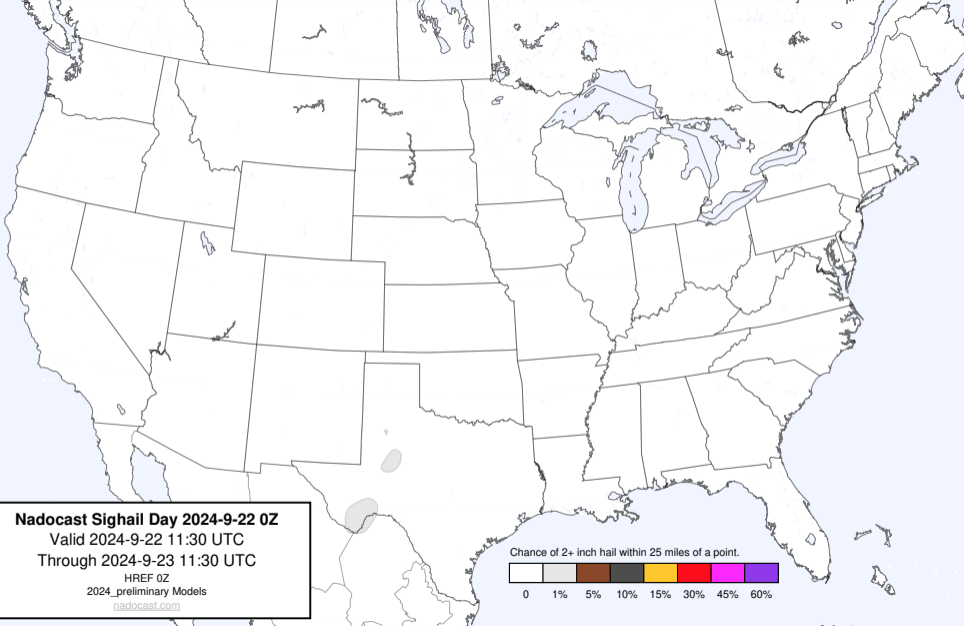 Nadocast Sighail Day 2024-9-22 0Z
Valid 2024-9-22 11:30 UTC
Through 2024-9-23 11:30 UTC
HREF 0Z
2024_preliminary Models
nadocast.com
Chance of 2+ inch hail within 25 miles of a point.
0 1% 5% 10% 15% 30% 45% 60%